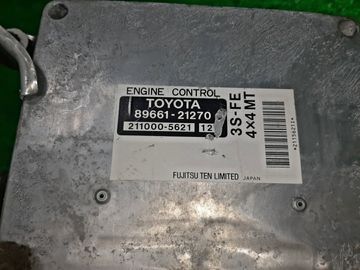 ENGINE CONTROL
TOYOTA
89661-21270
211000-5621 12
3S-FE
4X4MT
FUJITSU TEN LIMITED JAPAN